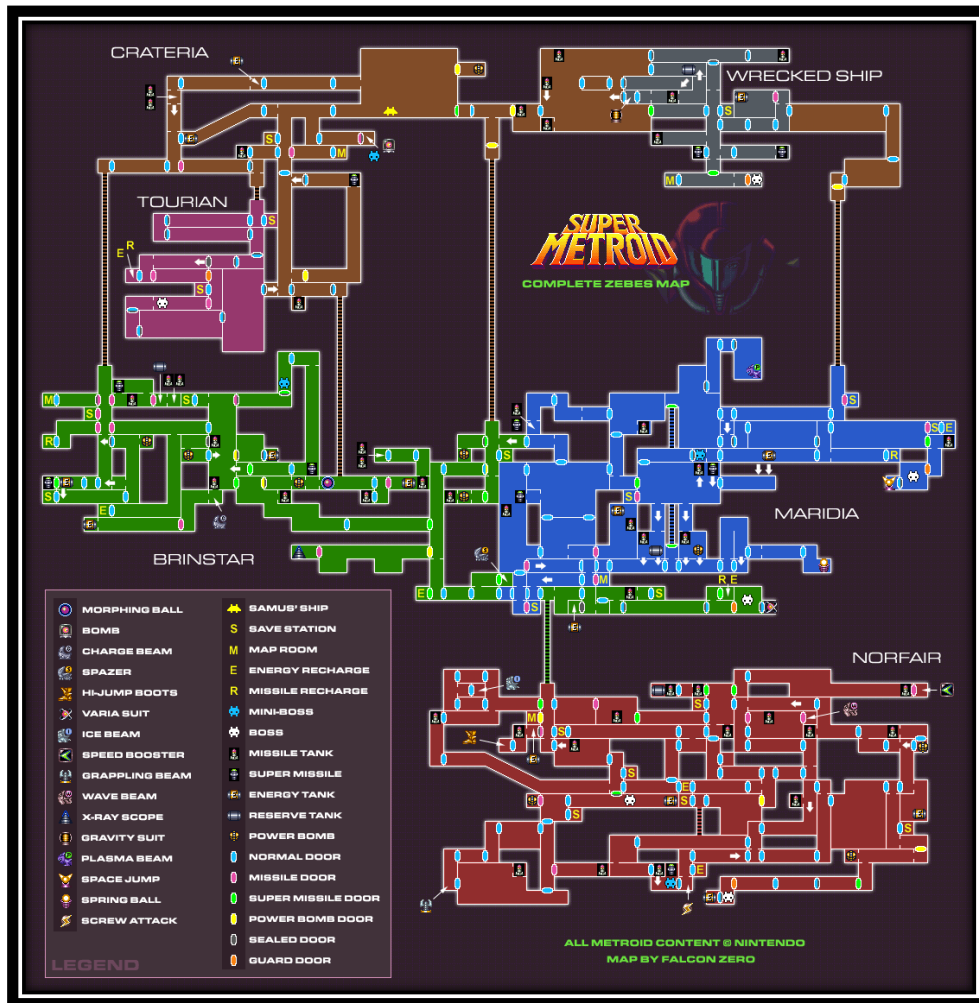 CRATERIA
WRECKED SHIP
TOURIAN
SUPER
METROID
COMPLETE ZEBES MAP
MARIDIA
BRINSTAR
NORFAIR
MORPHING BALL
BOMB
CHARGE BEAM
SPAZER
HI-JUMP BOOTS
VARIA SUIT
ICE BEAM
SPEED BOOSTER
GRAPPLING BEAM
WAVE BEAM
X-RAY SCOPE
GRAVITY SUIT
PLASMA BEAM
SPACE JUMP
SPRING BALL
SCREW ATTACK
SAMUS' SHIP
S SAVE STATION
M MAP ROOM
E ENERGY RECHARGE
R MISSILE RECHARGE
MINI-BOSS
BOSS
MISSILE TANK
SUPER MISSILE
ENERGY TANK
RESERVE TANK
POWER BOMB
NORMAL DOOR
MISSILE DOOR
SUPER MISSILE DOOR
POWER BOMB DOOR
SEALED DOOR
GUARD DOOR
LEGEND
ALL METROID CONTENT © NINTENDO
MAP BY FALCON ZERO